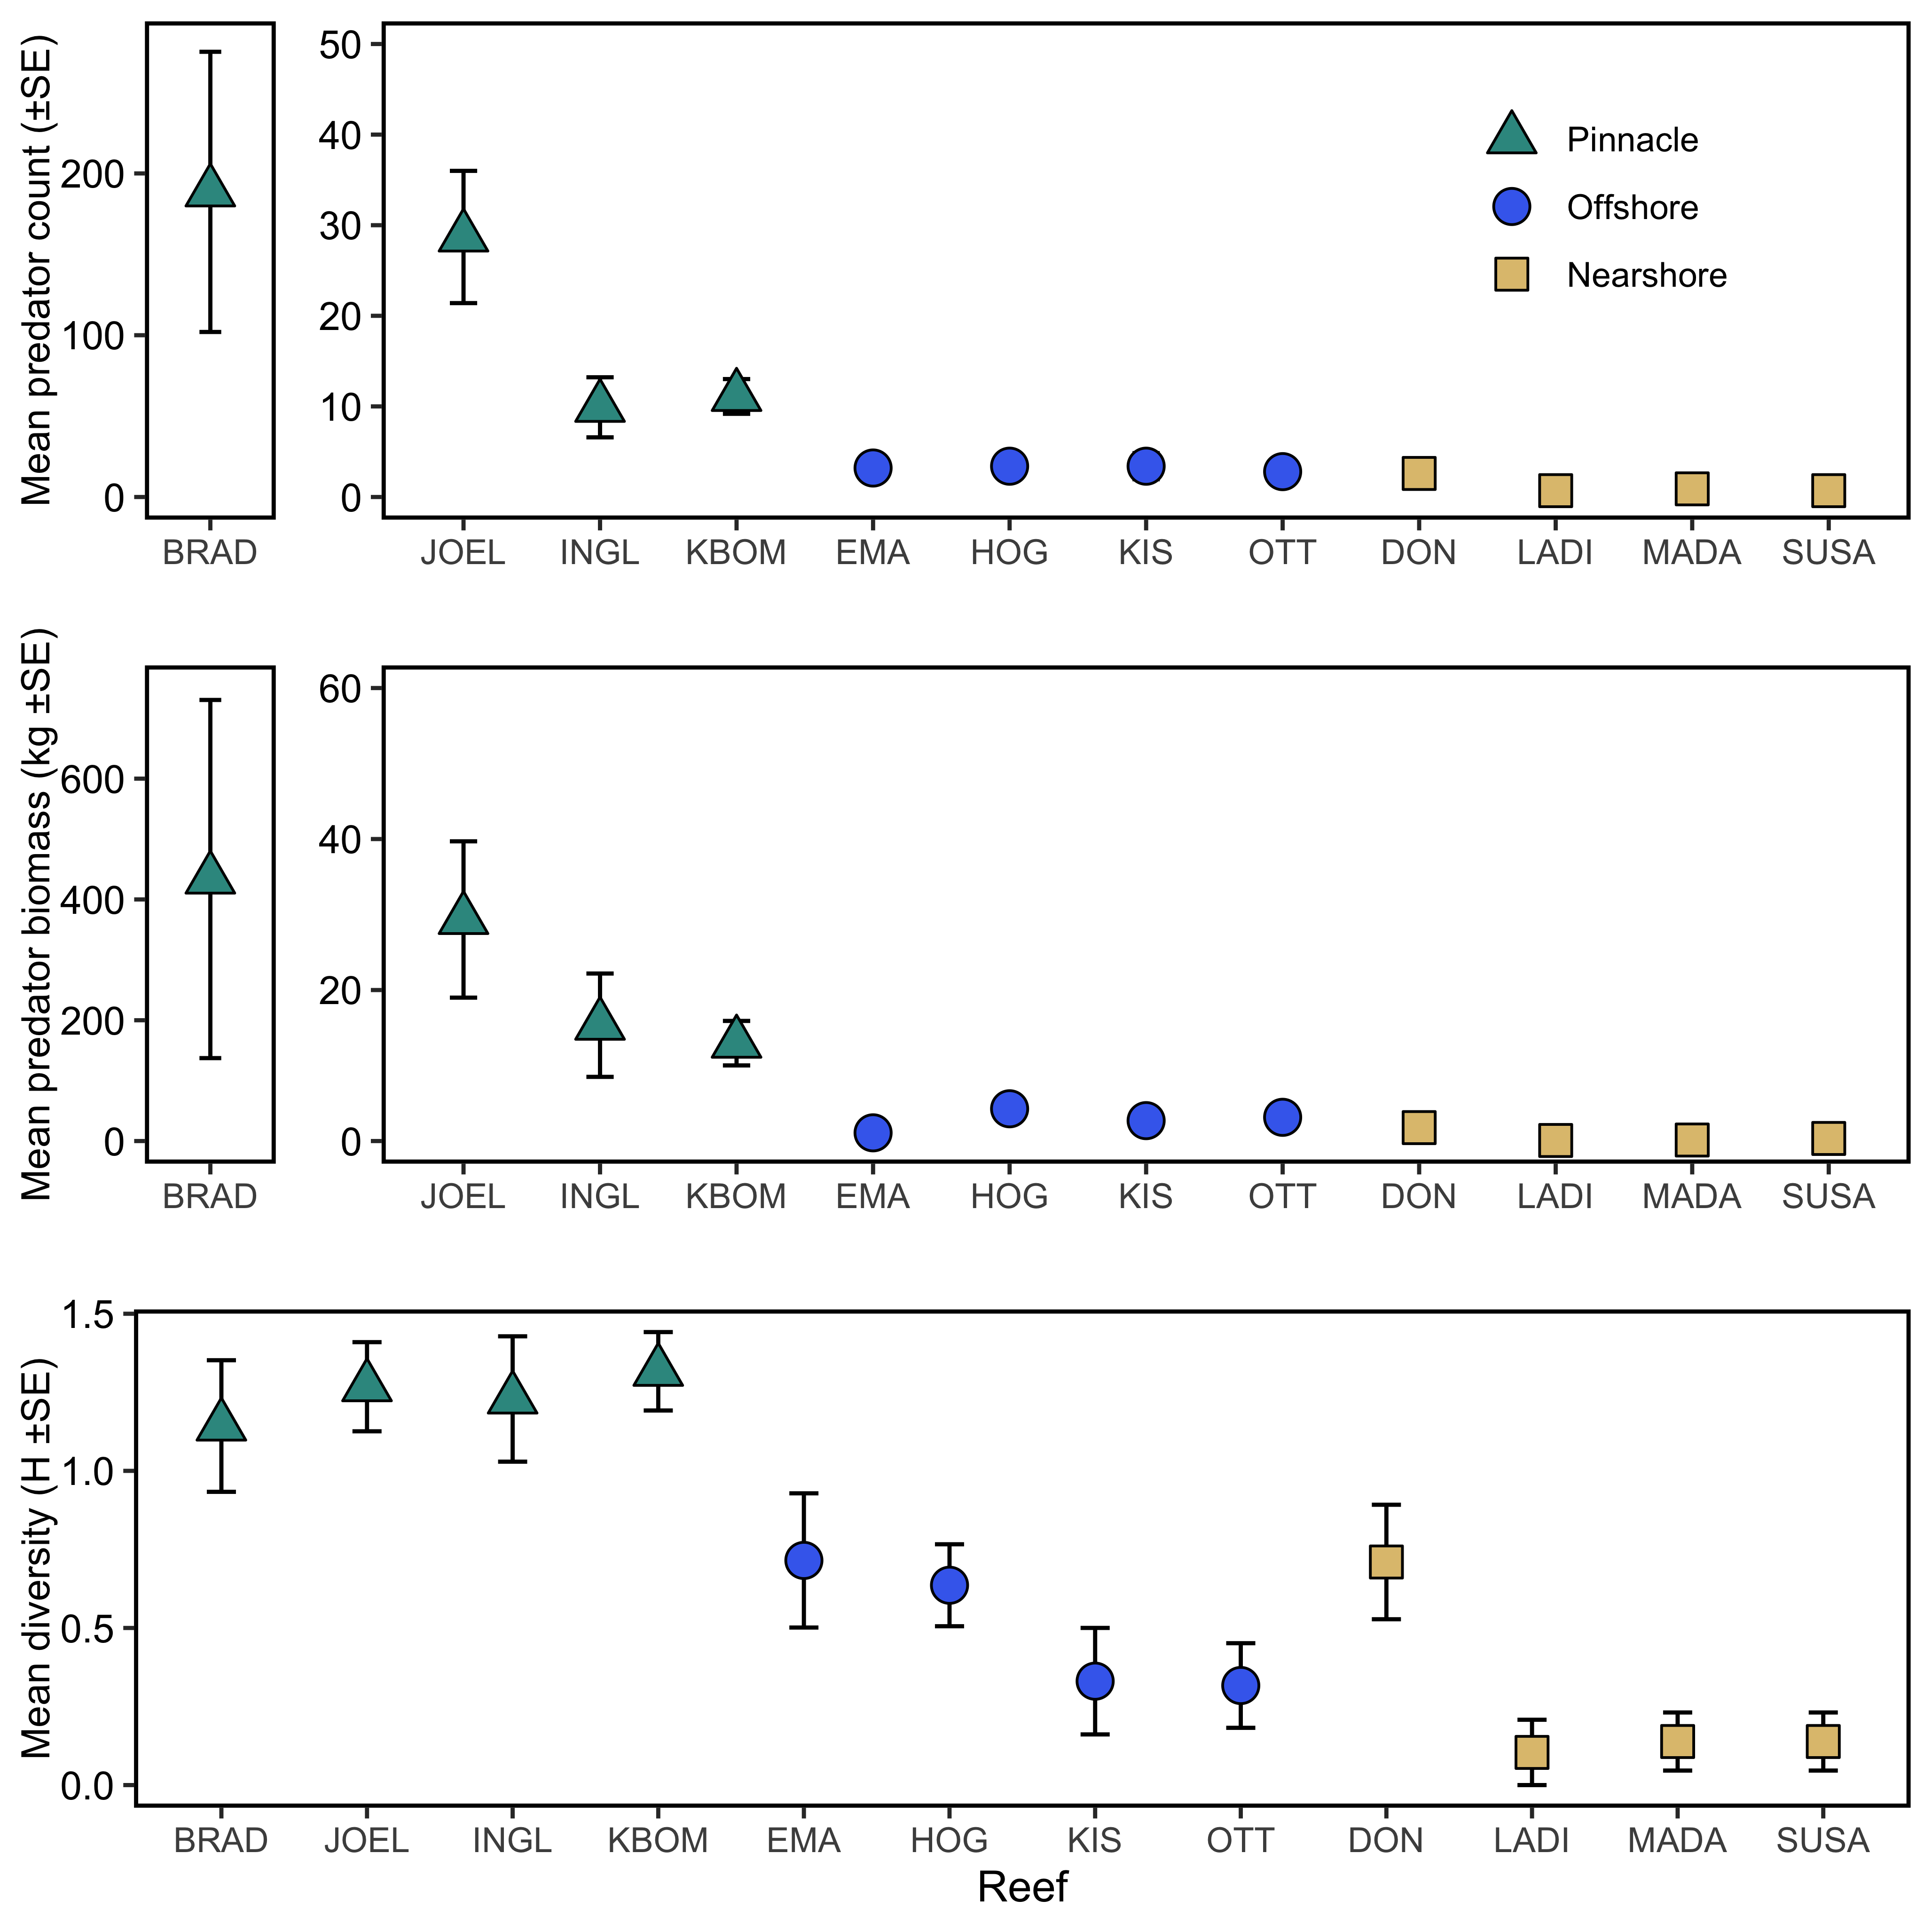 Mean predator count (±SE)
200
100
0
BRAD
50
40
30
20
10
0
Pinnacle
Offshore
Nearshore
JOEL INGL KBOM EMA HOG KIS OTT DON LADI MADA SUSA
Mean predator biomass (kg ±SE)
600
400
200
0
BRAD
60
40
20
0
JOEL INGL KBOM EMA HOG KIS OTT DON LADI MADA SUSA
Mean diversity (H ±SE)
1.5
1.0
0.5
0.0
BRAD JOEL INGL KBOM EMA HOG KIS OTT DON LADI MADA SUSA
Reef